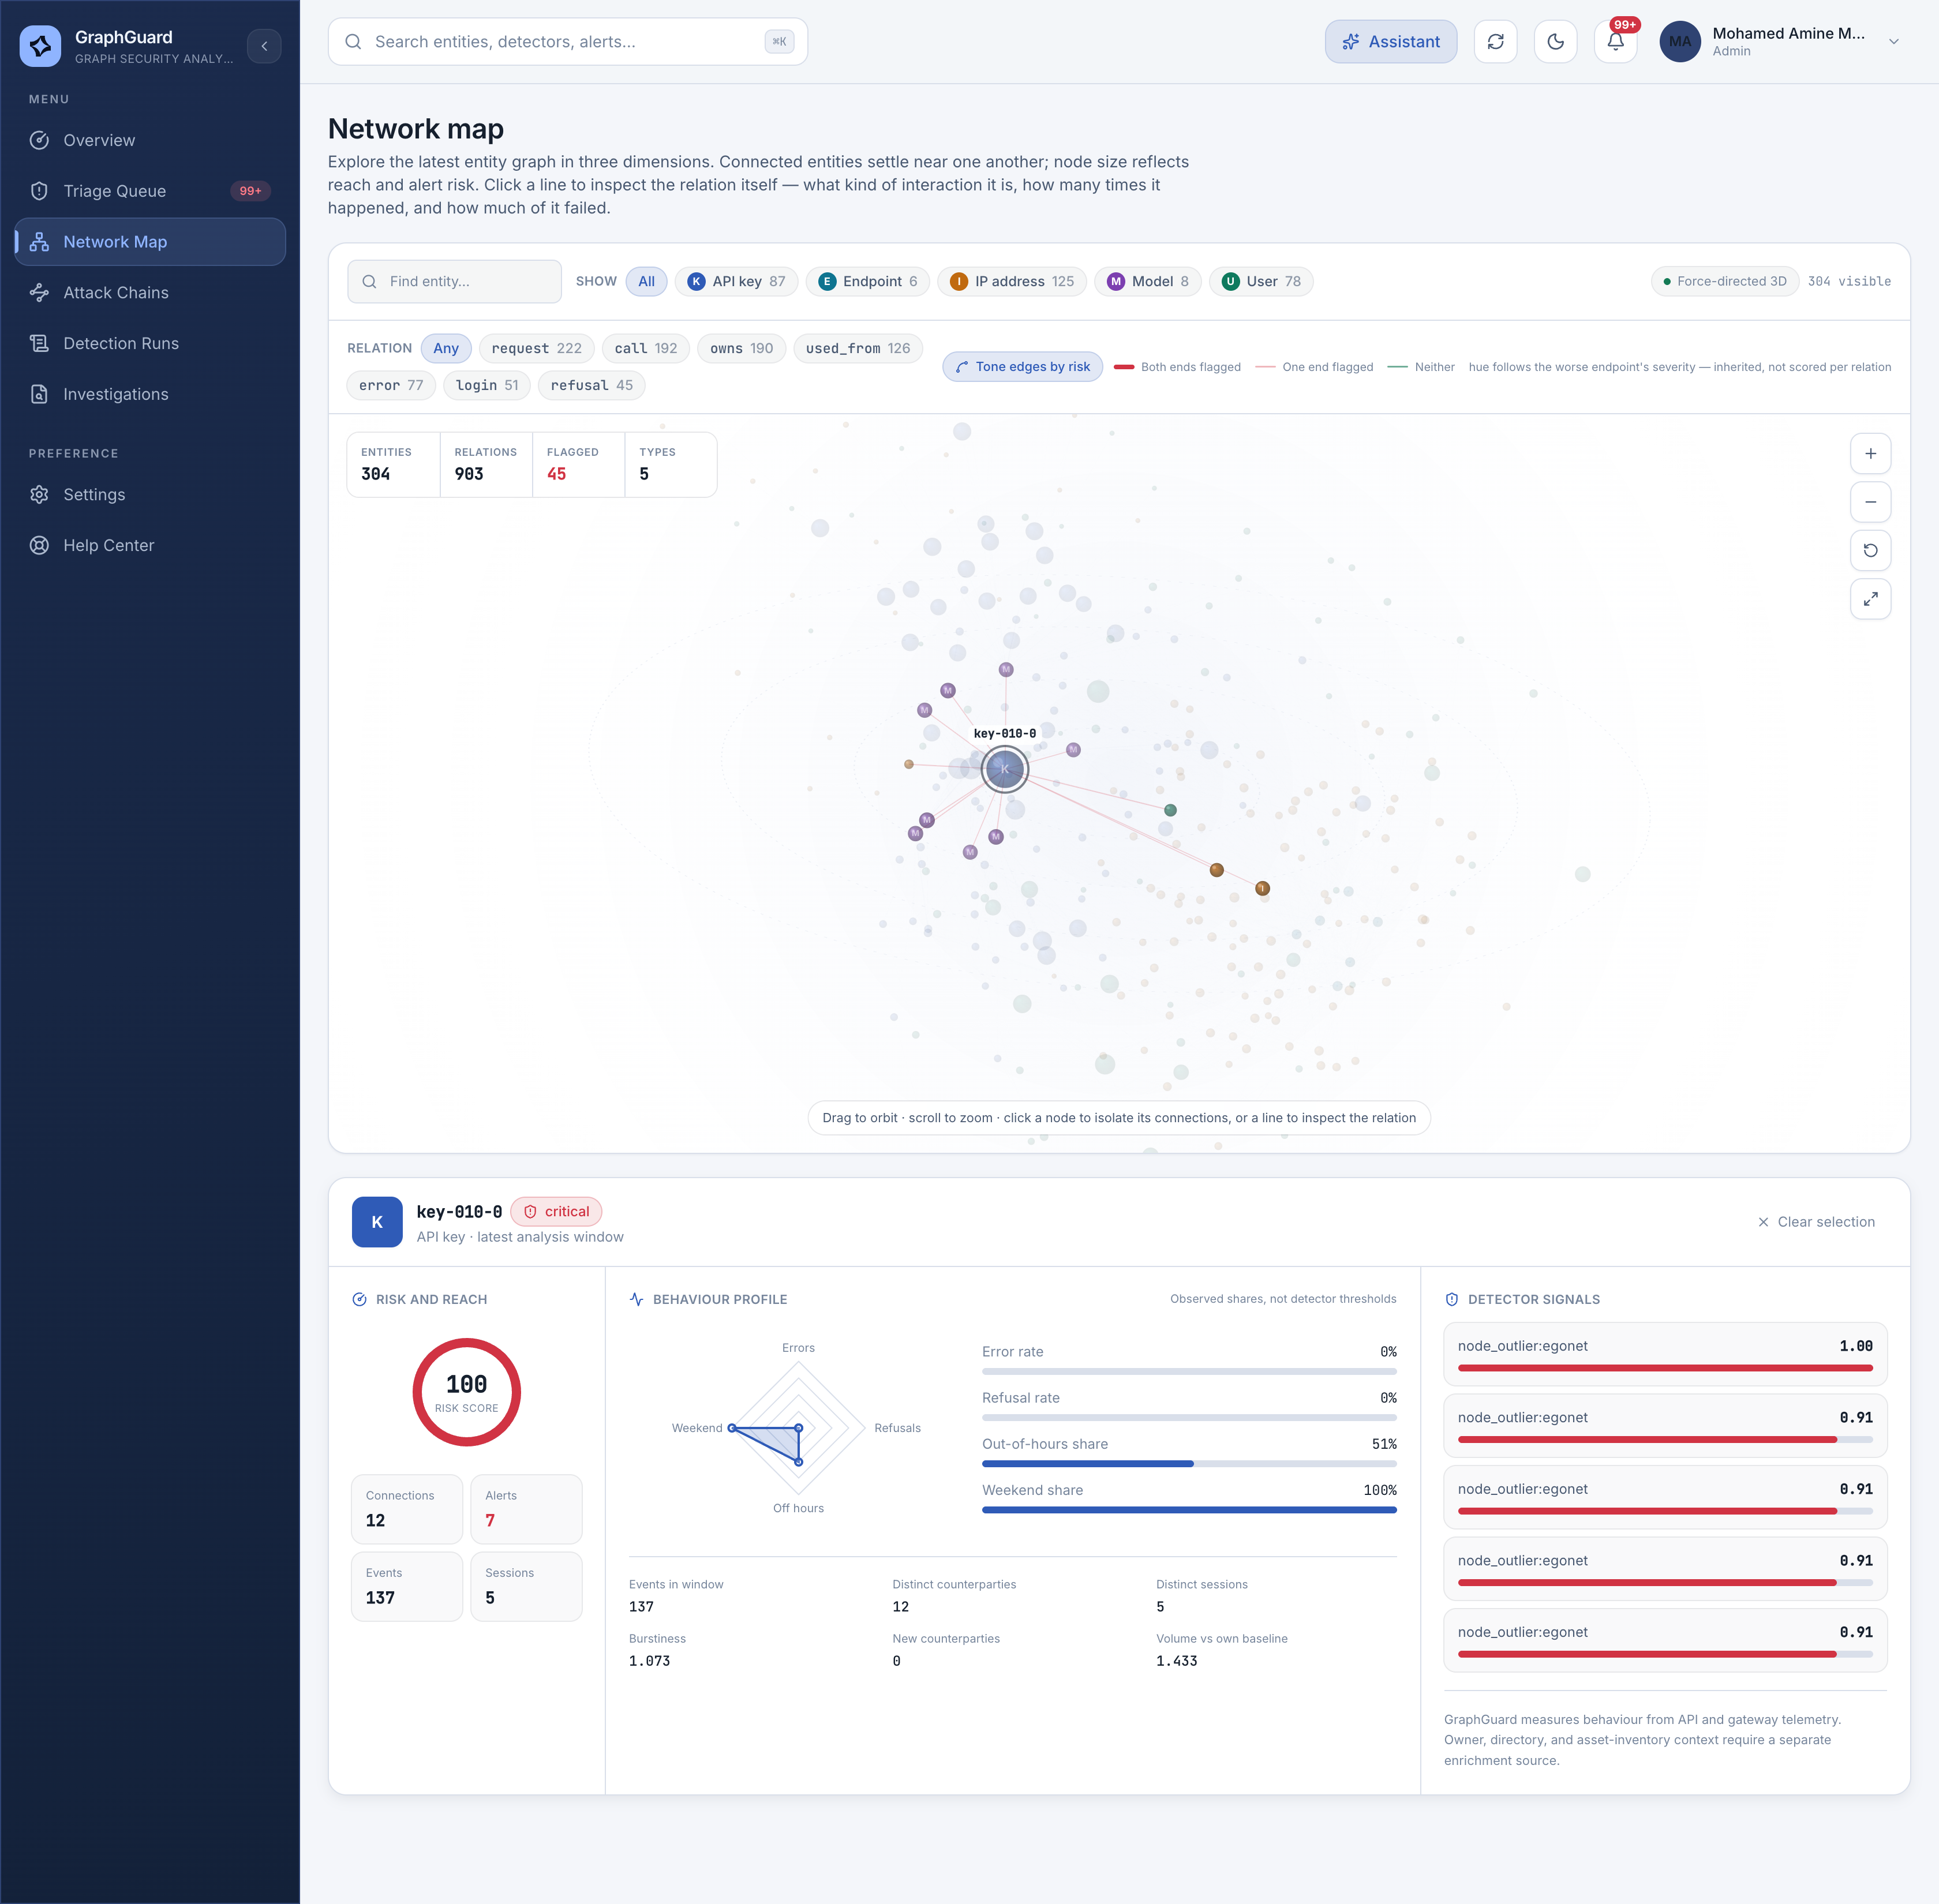 GraphGuard
GRAPH SECURITY ANALY...
MENU
Overview
Triage Queue 99+
Network Map
Attack Chains
Detection Runs
Investigations
PREFERENCE
Settings
Help Center
Search entities, detectors, alerts... ⌘K
Assistant
99+
MA
Mohamed Amine M...
Admin
Network map
Explore the latest entity graph in three dimensions. Connected entities settle near one another; node size reflects
reach and alert risk. Click a line to inspect the relation itself — what kind of interaction it is, how many times it
happened, and how much of it failed.
Find entity...
SHOW All K API key 87 E Endpoint 6 I IP address 125 M Model 8 U User 78
Force-directed 3D 304 visible
RELATION Any request 222 call 192 owns 190 used_from 126
error 77 login 51 refusal 45
Tone edges by risk Both ends flagged One end flagged Neither hue follows the worse endpoint's severity — inherited, not scored per relation
ENTITIES RELATIONS FLAGGED TYPES
304 903 45 5
M
M
M
key-010-0
M
K
M
M
M
M
I
Drag to orbit · scroll to zoom · click a node to isolate its connections, or a line to inspect the relation
K
key-010-0 critical
API key · latest analysis window
Clear selection
RISK AND REACH
100
RISK SCORE
Connections
12
Alerts
7
Events
137
Sessions
5
BEHAVIOUR PROFILE
Observed shares, not detector thresholds
Errors
Weekend
Refusals
Off hours
Error rate 0%
Refusal rate 0%
Out-of-hours share 51%
Weekend share 100%
Events in window
137
Distinct counterparties
12
Distinct sessions
5
Burstiness
1.073
New counterparties
0
Volume vs own baseline
1.433
DETECTOR SIGNALS
node_outlier:egonet 1.00
node_outlier:egonet 0.91
node_outlier:egonet 0.91
node_outlier:egonet 0.91
node_outlier:egonet 0.91
GraphGuard measures behaviour from API and gateway telemetry.
Owner, directory, and asset-inventory context require a separate
enrichment source.